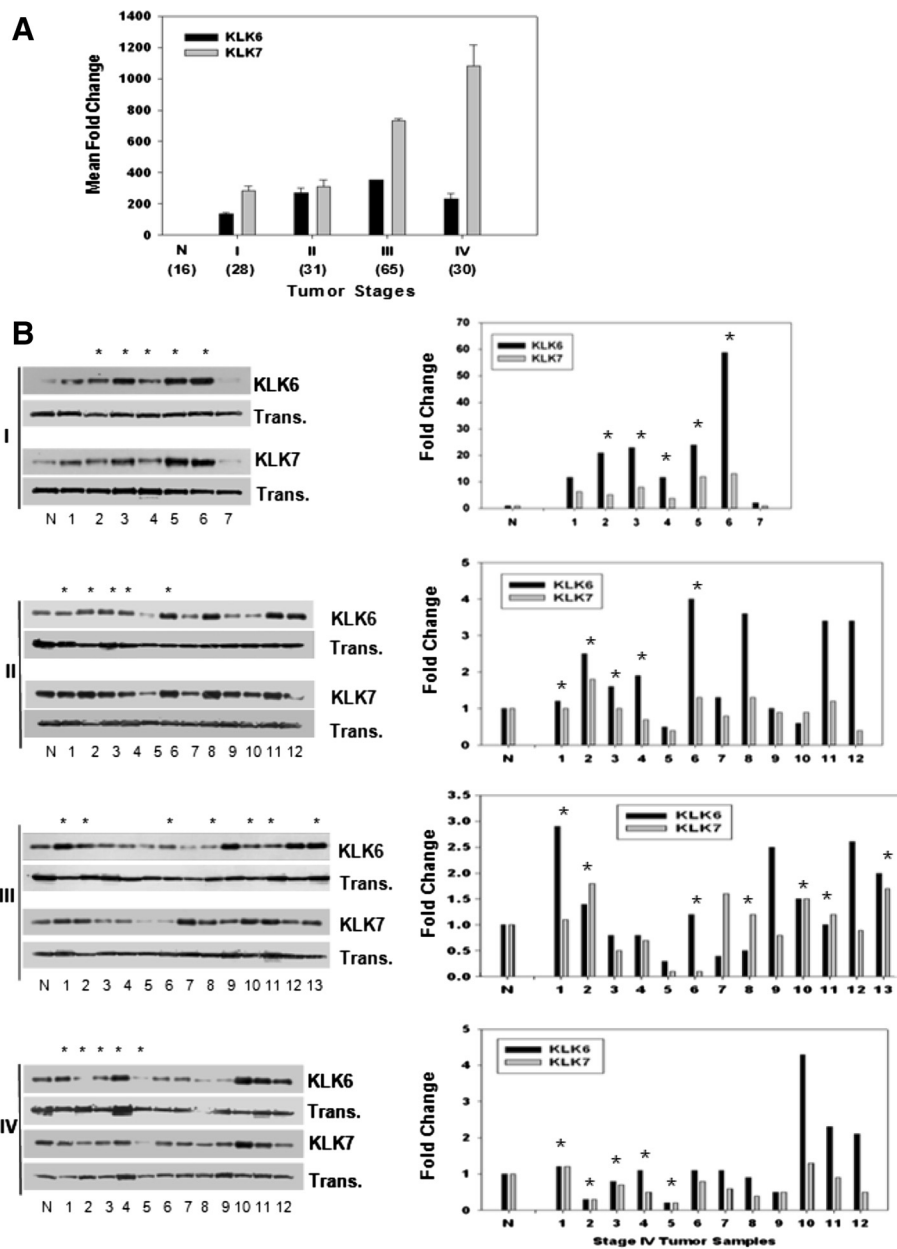 A
Mean Fold Change
1400
1200
1000
800
600
400
200
0
KLK6
KLK7
N I II III IV
(16) (28) (31) (65) (30)
Tumor Stages
B
I
* * * * *
KLK6
Trans.
KLK7
Trans.
N 1 2 3 4 5 6 7
Fold Change
70
60
50
40
30
20
10
0
KLK6
KLK7
* * * * *
N 1 2 3 4 5 6 7
II
* * * * *
KLK6
Trans.
KLK7
Trans.
N 1 2 3 4 5 6 7 8 9 10 11 12
Fold Change
5
4
3
2
1
0
KLK6
KLK7
* * * * *
N 1 2 3 4 5 6 7 8 9 10 11 12
III
* * * * * * *
KLK6
Trans.
KLK7
Trans.
N 1 2 3 4 5 6 7 8 9 10 11 12 13
Fold Change
3.5
3.0
2.5
2.0
1.5
1.0
0.5
0.0
KLK6
KLK7
* * * * * * *
N 1 2 3 4 5 6 7 8 9 10 11 12 13
IV
* * * * *
KLK6
Trans.
KLK7
Trans.
N 1 2 3 4 5 6 7 8 9 10 11 12
Fold Change
5
4
3
2
1
0
KLK6
KLK7
* * * * *
N 1 2 3 4 5 6 7 8 9 10 11 12
Stage IV Tumor Samples